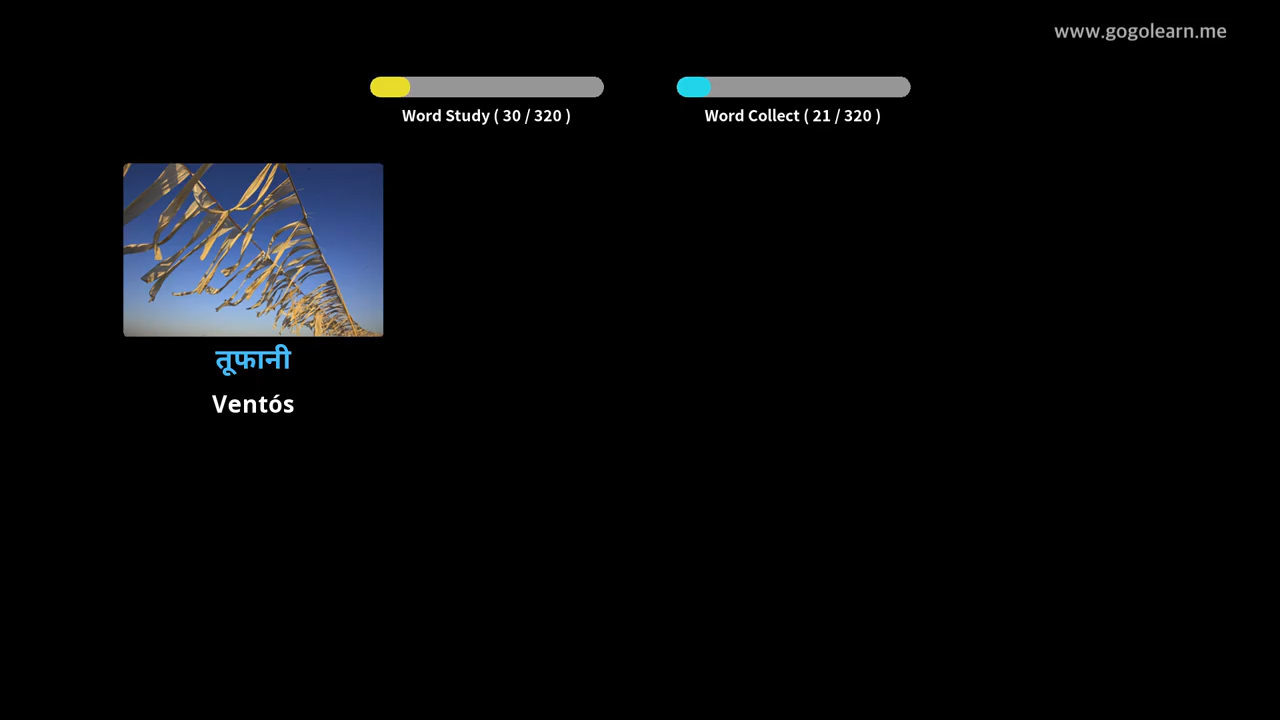 www.gogolearn.me
Word Study ( 30 / 320 )
Word Collect ( 21 / 320 )
तूफानी
Ventós